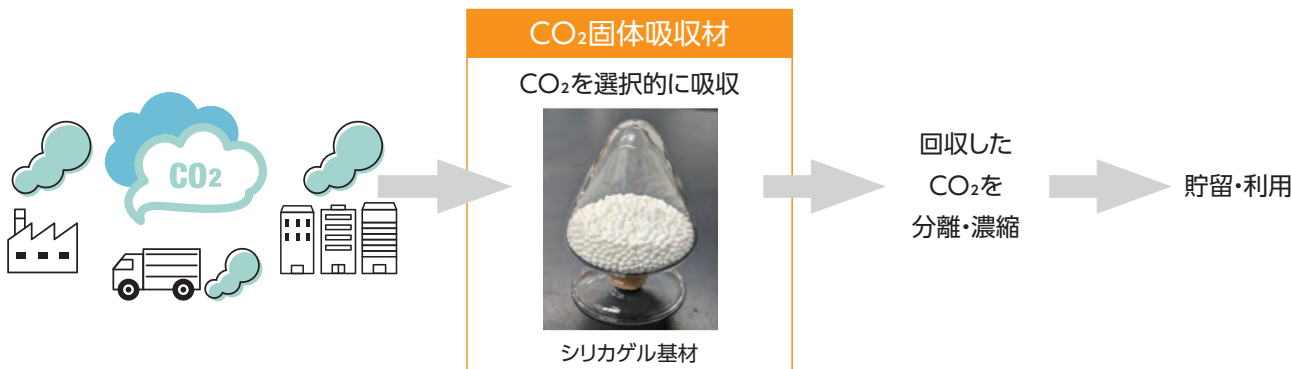 CO₂
CO₂固体吸収材
CO₂を選択的に吸収
シリカゲル基材
回収した
CO₂を
分離・濃縮
貯留・利用